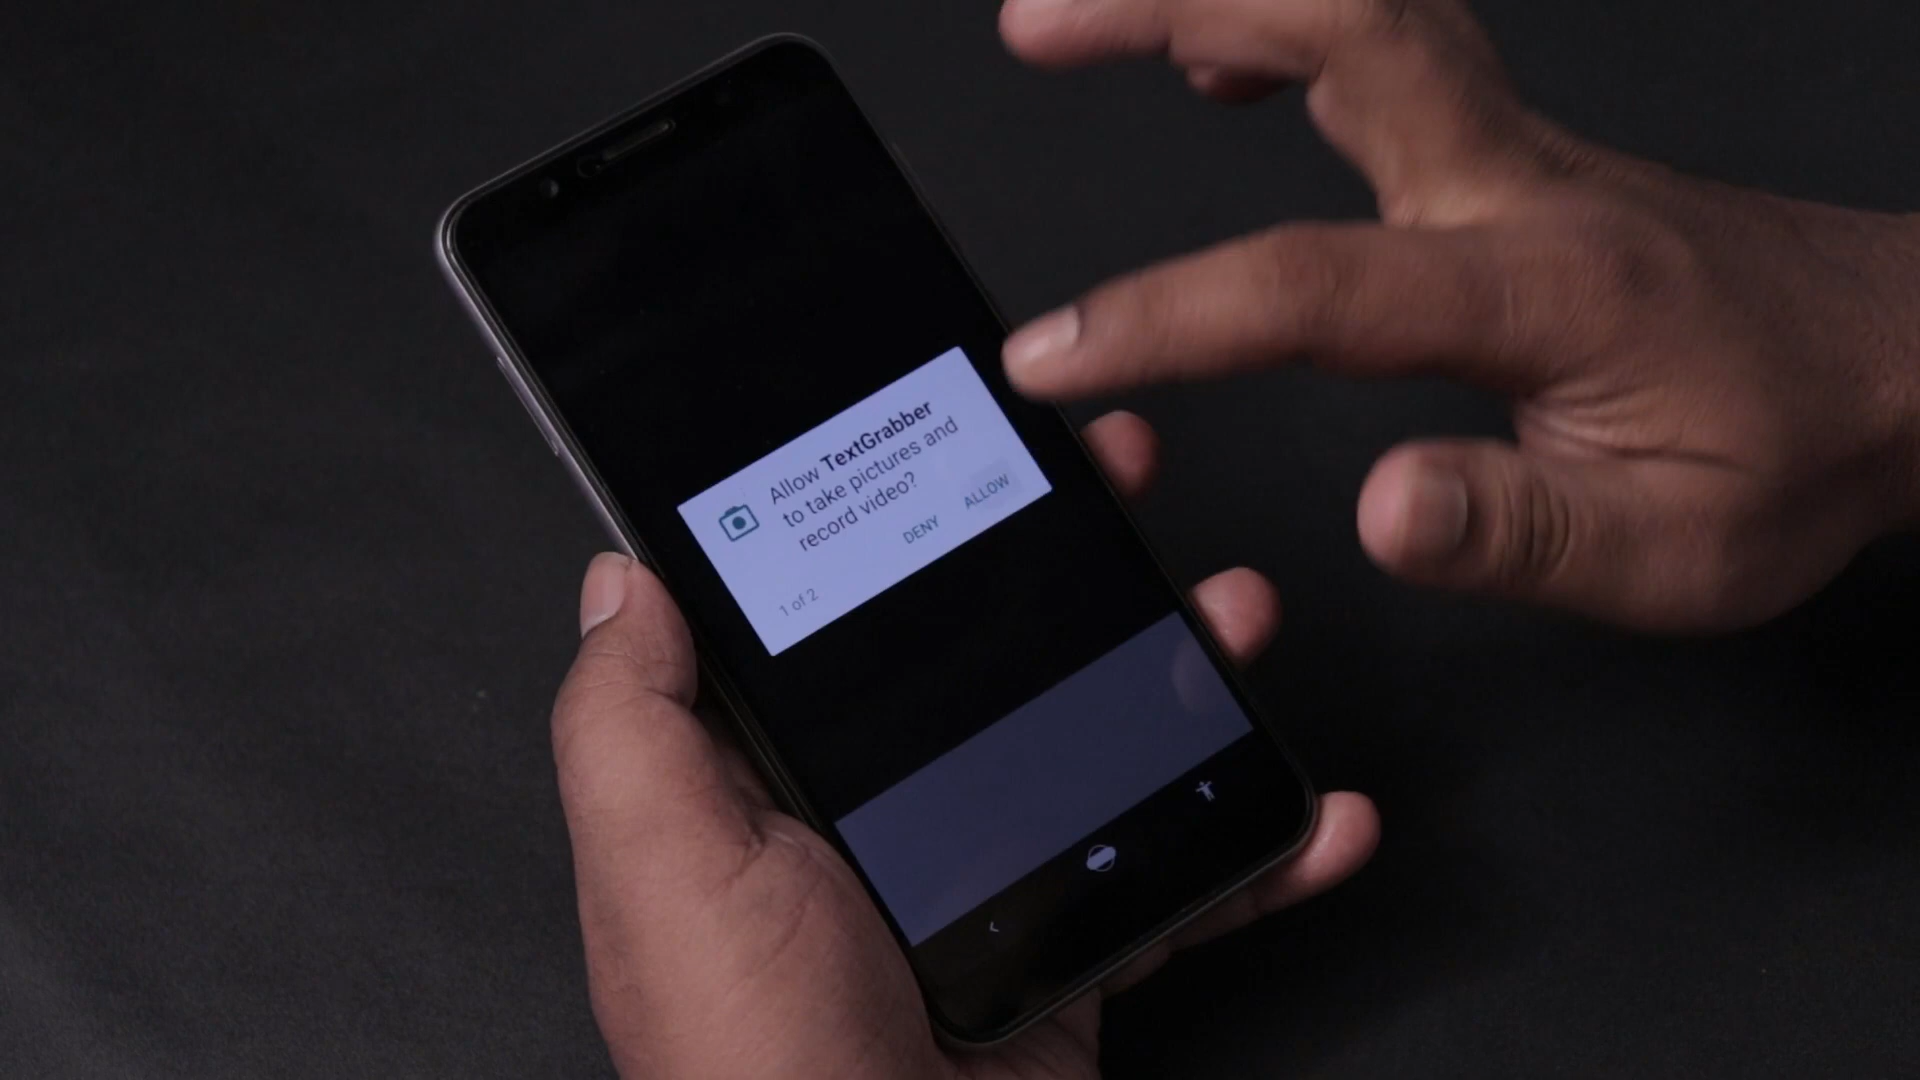 Allow TextGrabber
to take pictures and
record video?
DENY ALLOW
1 of 2